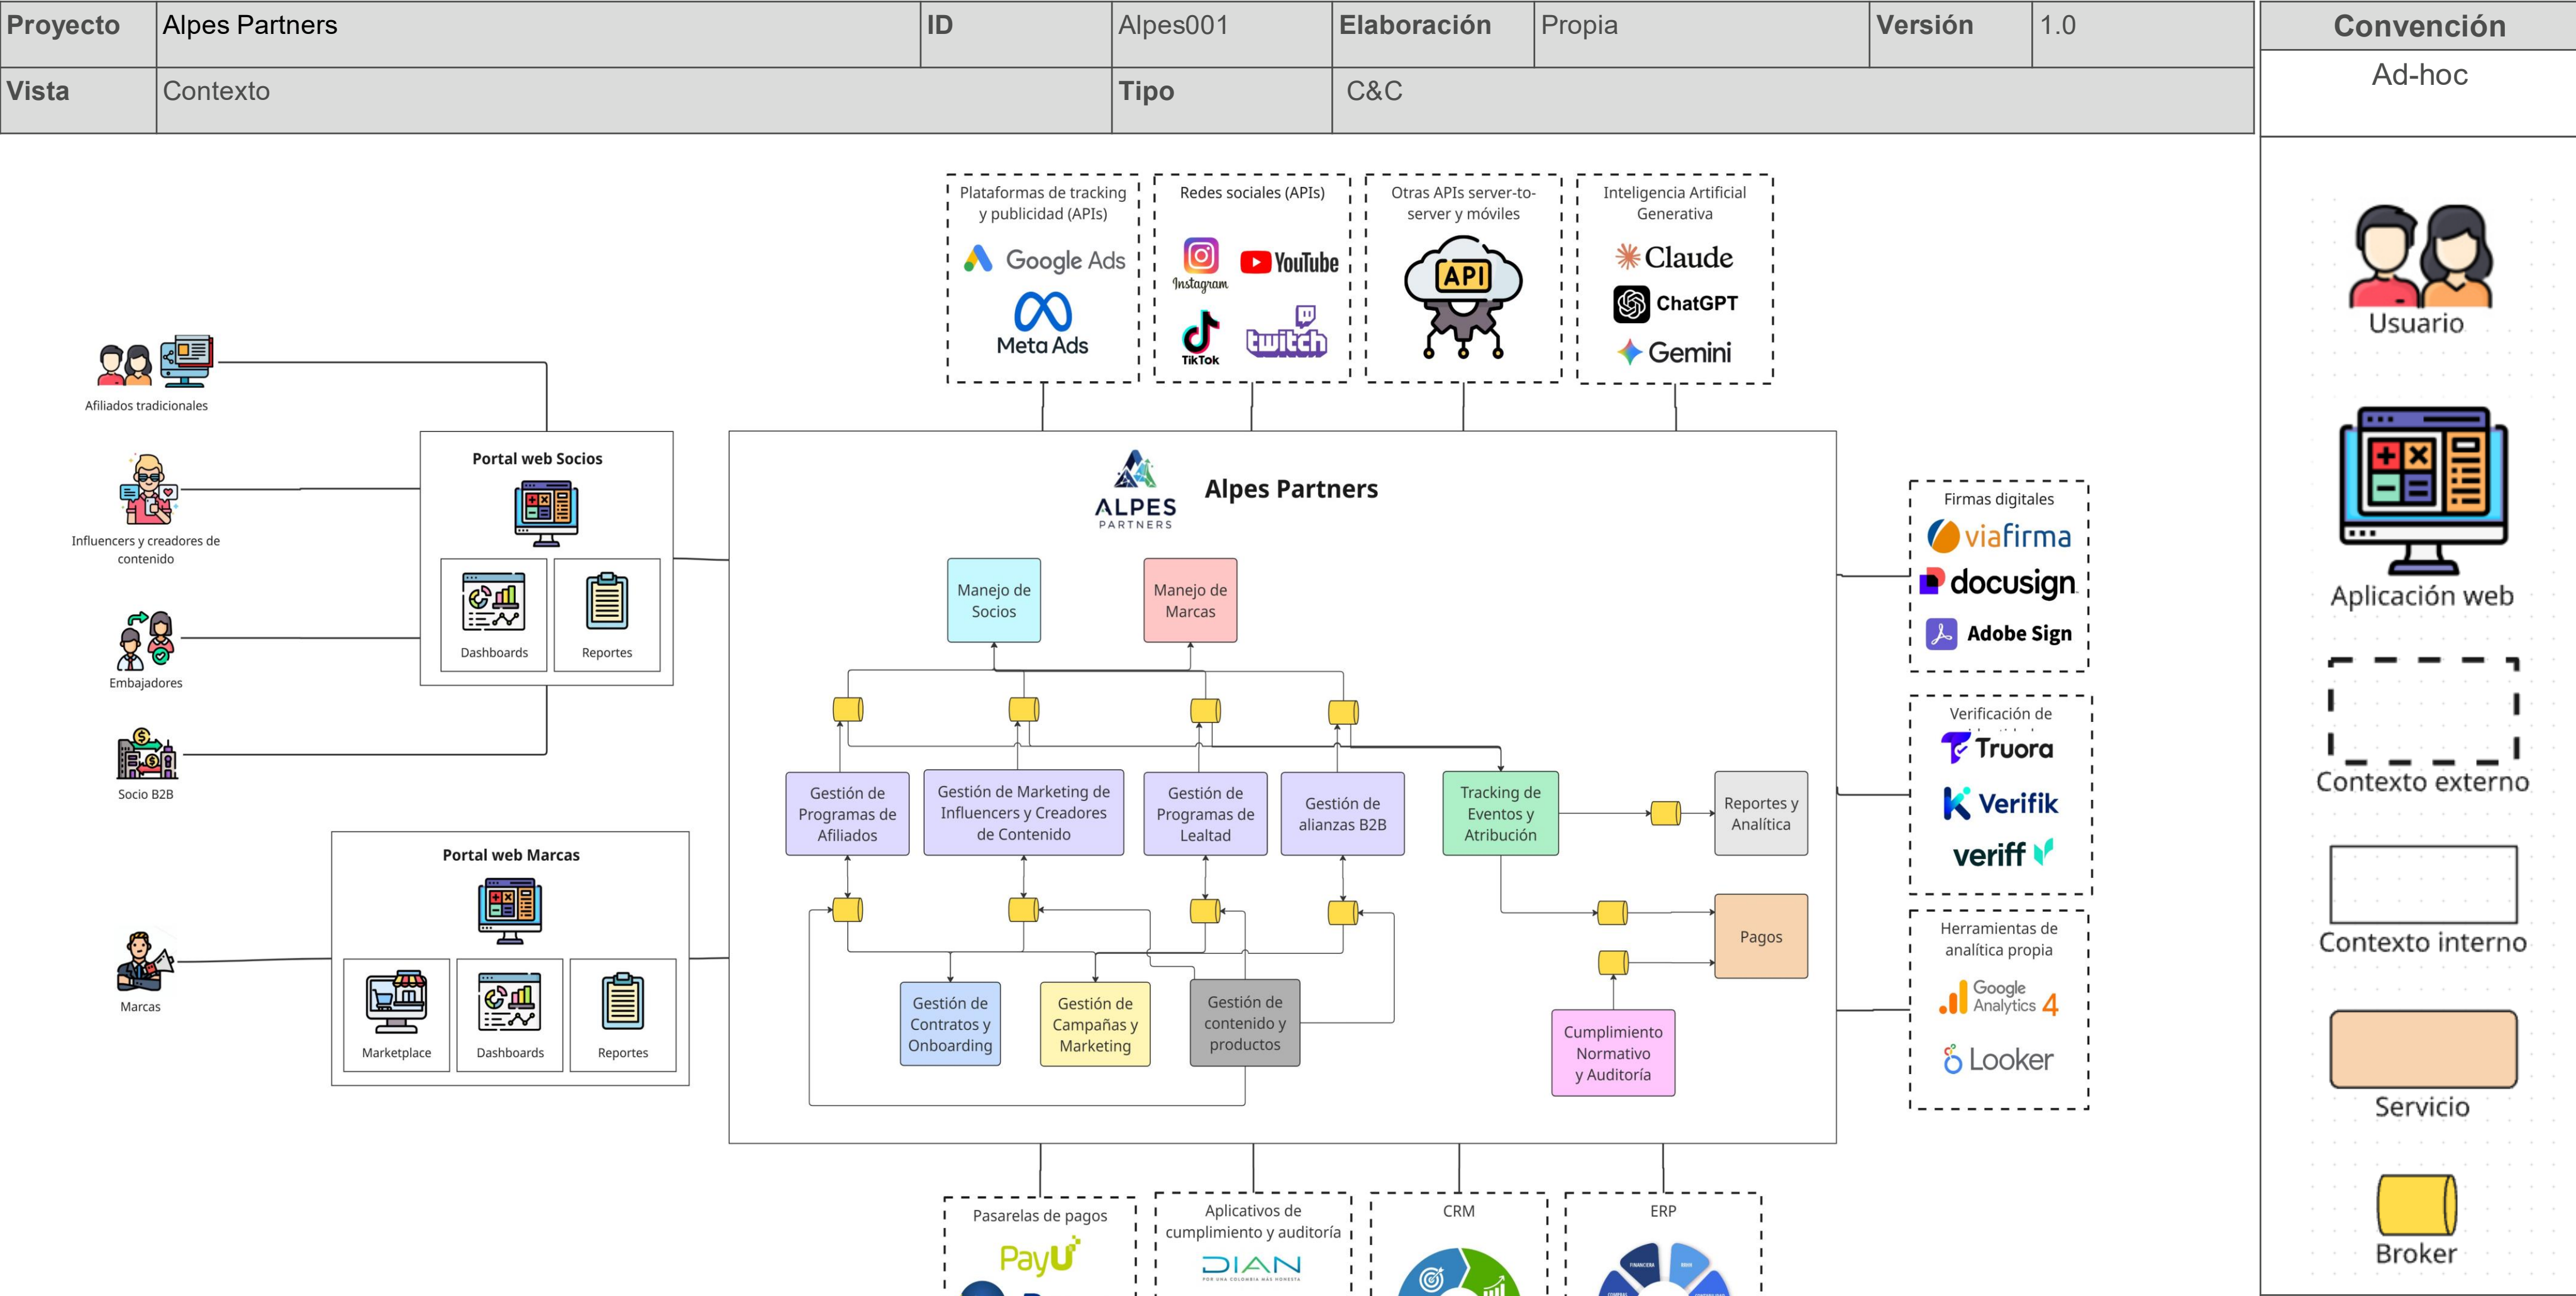 Proyecto
Alpes Partners
ID
Alpes001
Elaboración
Propia
Versión
1.0
Vista
Contexto
Tipo
C&C
Convención
Ad-hoc
Usuario
Aplicación web
Contexto externo
Contexto interno
Servicio
Broker
Plataformas de tracking
y publicidad (APIs)
Google Ads
Meta Ads
Redes sociales (APIs)
Instagram
YouTube
TikTok
twitch
Otras APIs server-to-
server y móviles
API
Inteligencia Artificial
Generativa
Claude
ChatGPT
Gemini
Afiliados tradicionales
Influencers y creadores de
contenido
Embajadores
Socio B2B
Marcas
Portal web Socios
Dashboards
Reportes
Portal web Marcas
Marketplace
Dashboards
Reportes
ALPES
PARTNERS
Alpes Partners
Manejo de
Socios
Manejo de
Marcas
Gestión de
Programas de
Afiliados
Gestión de Marketing de
Influencers y Creadores
de Contenido
Gestión de
Programas de
Lealtad
Gestión de
alianzas B2B
Tracking de
Eventos y
Atribución
Reportes y
Analítica
Pagos
Gestión de
Contratos y
Onboarding
Gestión de
Campañas y
Marketing
Gestión de
contenido y
productos
Cumplimiento
Normativo
y Auditoría
Firmas digitales
viafirma
docusign
Adobe Sign
Verificación de
Truora
Verifik
veriff
Herramientas de
analítica propia
Google
Analytics 4
Looker
Pasarelas de pagos
PayU
Aplicativos de
cumplimiento y auditoría
DIAN
POR UNA COLOMBIA MÁS HONESTA
CRM
ERP
FINANCIERA
RRHH